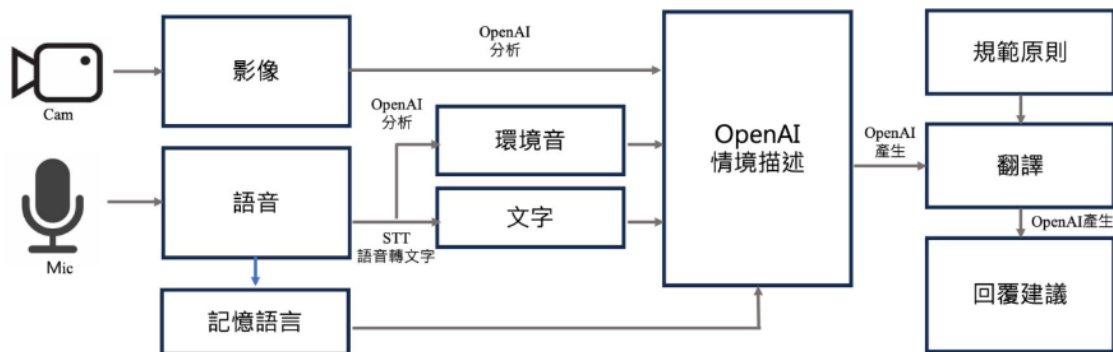 Cam
影像
OpenAI
分析
Mic
語音
OpenAI
分析
環境音
STT
語音轉文字
文字
記憶語言
OpenAI
情境描述
OpenAI
產生
規範原則
翻譯
OpenAI產生
回覆建議